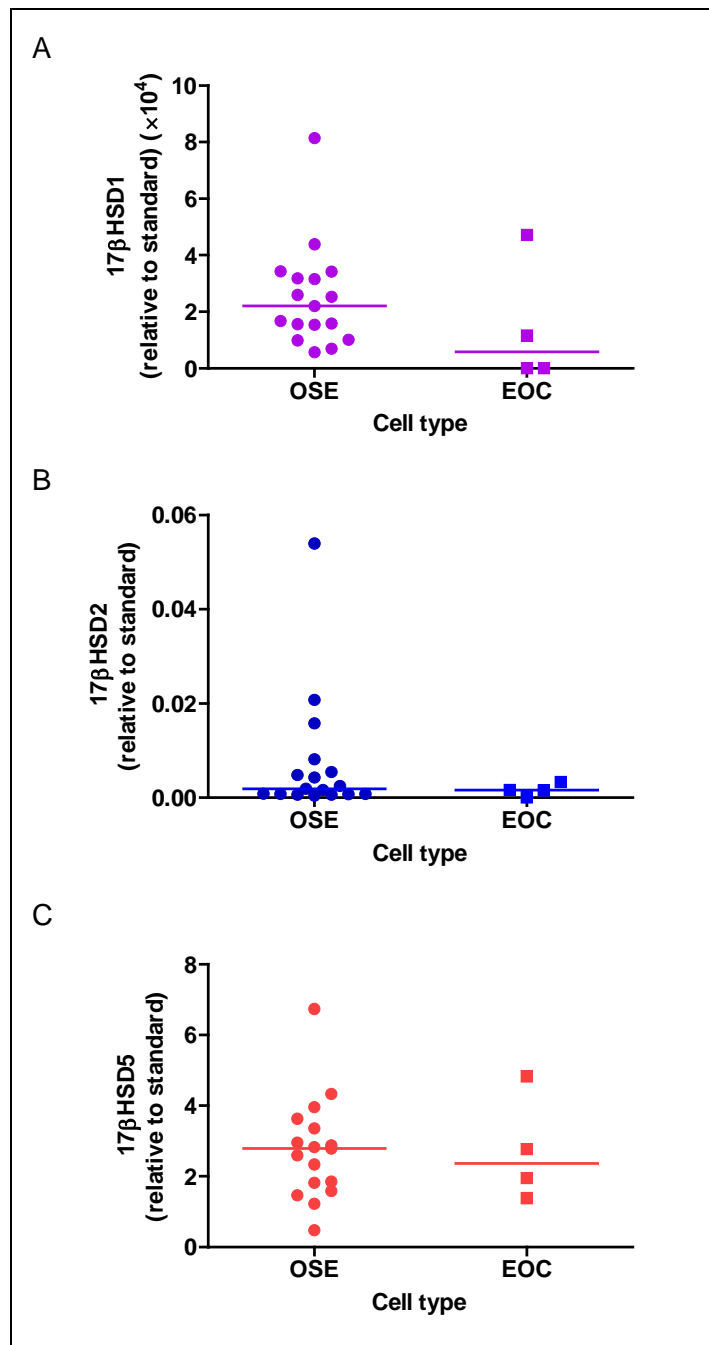 A
17βHSD1
(relative to standard) (×10⁴)
10
8
6
4
2
0
OSE
EOC
Cell type
B
17βHSD2
(relative to standard)
0.06
0.04
0.02
0.00
OSE
EOC
Cell type
C
17βHSD5
(relative to standard)
8
6
4
2
0
OSE
EOC
Cell type